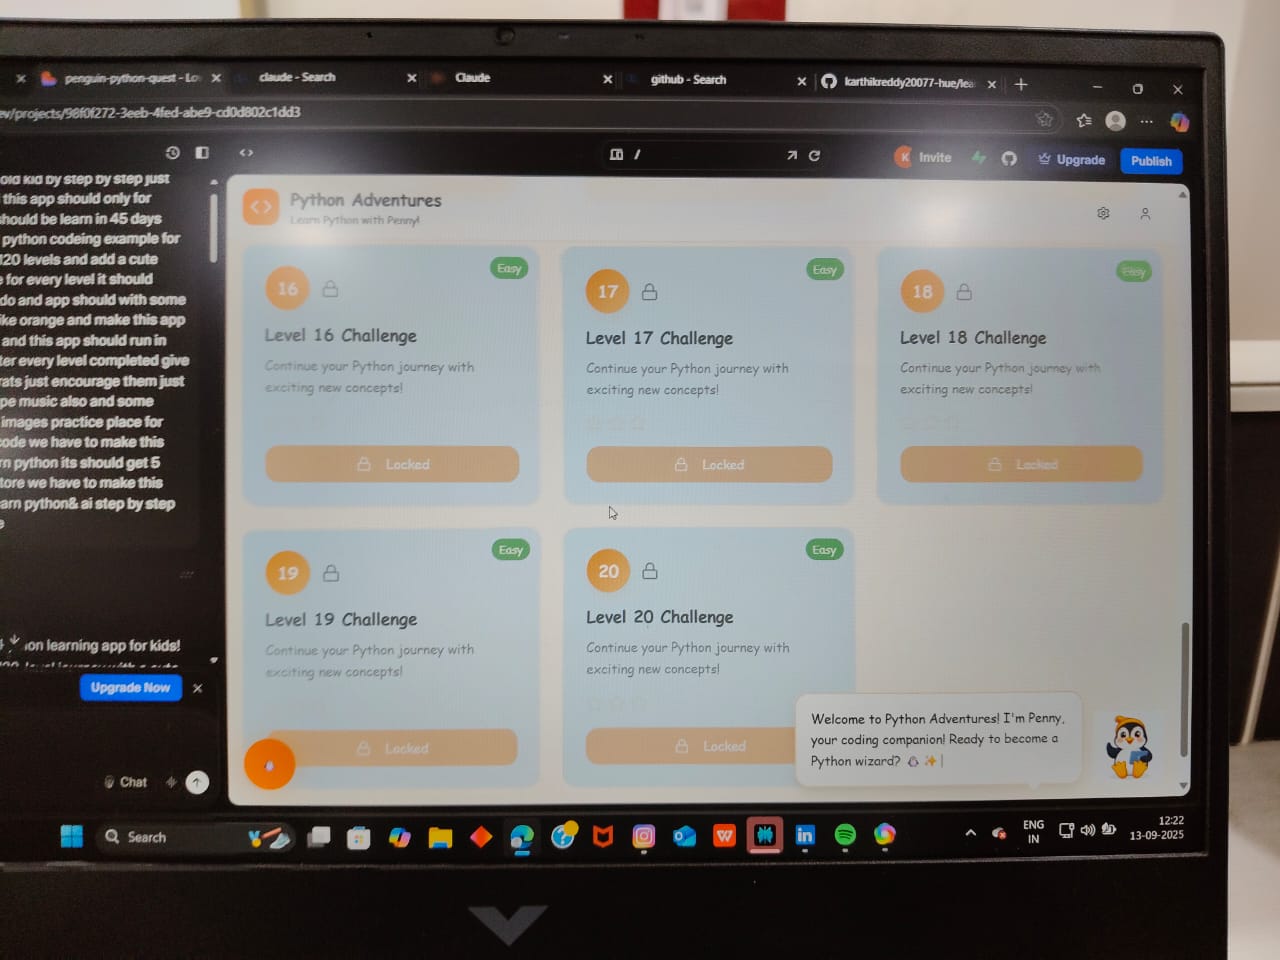 penguin-python-quest - Lo
claude - Search
Claude
github - Search
karthikreddy20077-hue/lea
ev/projects/98f0f272-3eeb-4fed-abe9-cd0d802c1dd3
/
K
Invite
Upgrade
Publish
old kid by step by step just
this app should only for
should be learn in 45 days
python codeing example for
120 levels and add a cute
for every level it should
do and app should with some
ike orange and make this app
and this app should run in
ter every level completed give
rats just encourage them just
pe music also and some
images practice place for
code we have to make this
rn python its should get 5
tore we have to make this
arn python& ai step by step
e
ion learning app for kids!
Upgrade Now
Chat
Python Adventures
Learn Python with Penny!
16
Easy
Level 16 Challenge
Continue your Python journey with
exciting new concepts!
Locked
17
Easy
Level 17 Challenge
Continue your Python journey with
exciting new concepts!
Locked
18
Easy
Level 18 Challenge
Continue your Python journey with
exciting new concepts!
Locked
19
Easy
Level 19 Challenge
Continue your Python journey with
exciting new concepts!
Locked
20
Easy
Level 20 Challenge
Continue your Python journey with
exciting new concepts!
Locked
Welcome to Python Adventures! I'm Penny,
your coding companion! Ready to become a
Python wizard? 🐧 ✨ |
Search
ENG
IN
12:22
13-09-2025